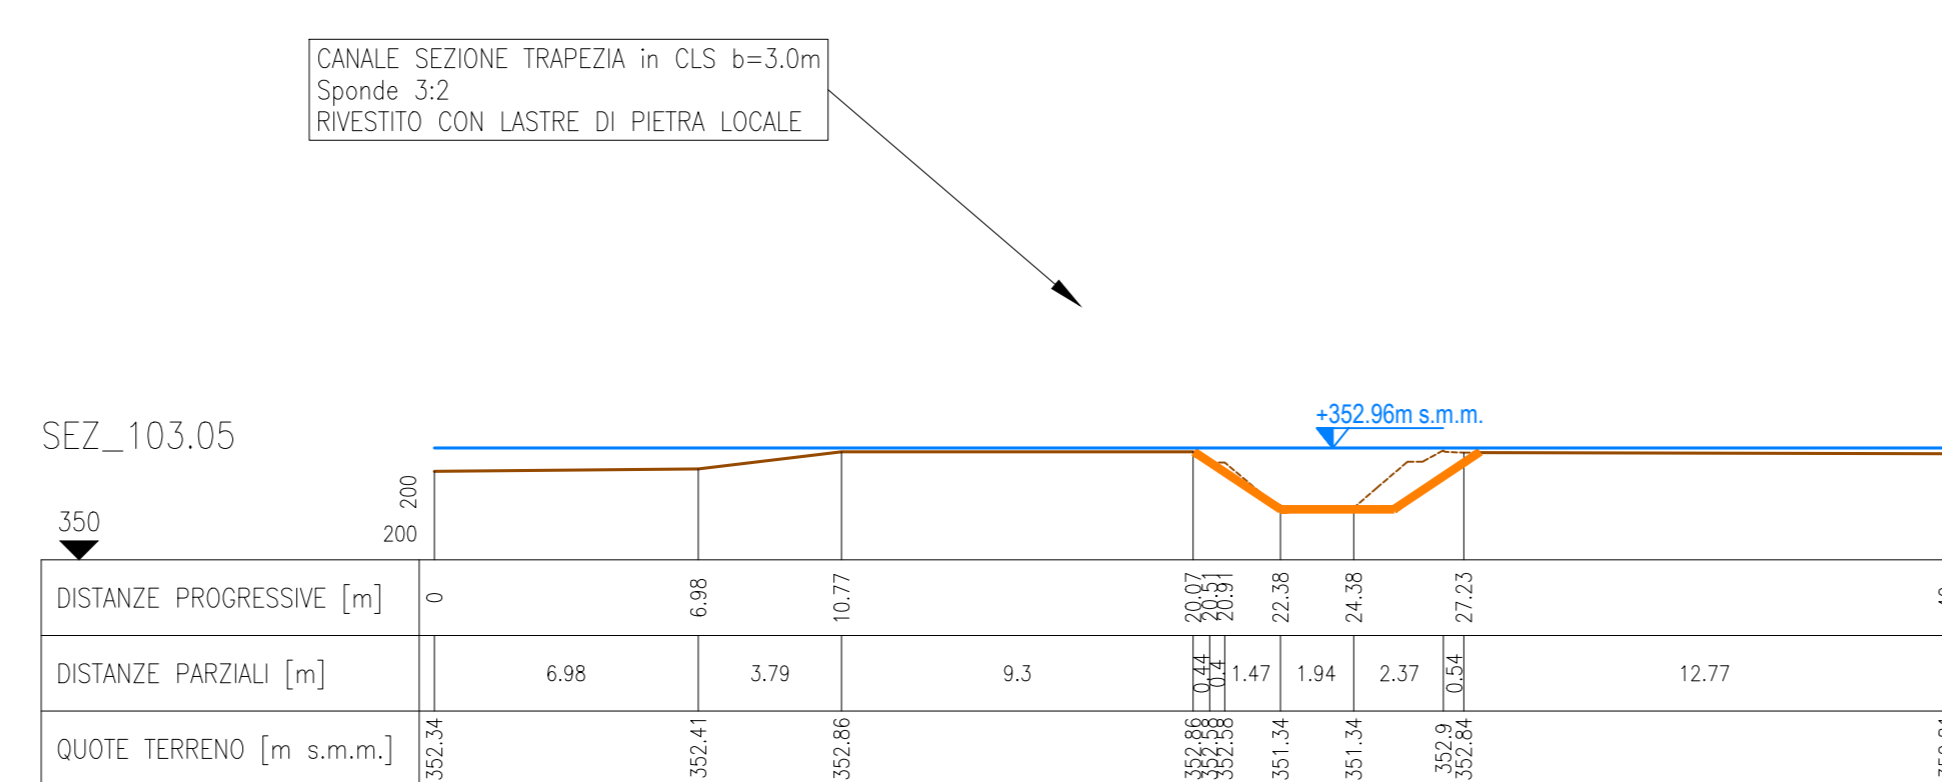 CANALE SEZIONE TRAPEZIA in CLS b=3.0m
Sponde 3:2
RIVESTITO CON LASTRE DI PIETRA LOCALE
+352.96m s.m.m.
SEZ_103.05
200
350
200
DISTANZE PROGRESSIVE [m] 0 6.98 10.77 20.07 20.51 20.91 22.38 24.38 27.23
DISTANZE PARZIALI [m] 6.98 3.79 9.3 0.44 0.4 1.47 1.94 2.37 0.54 12.77
QUOTE TERRENO [m s.m.m.] 352.34 352.41 352.86 352.86 352.58 352.58 351.34 351.34 352.9 352.84